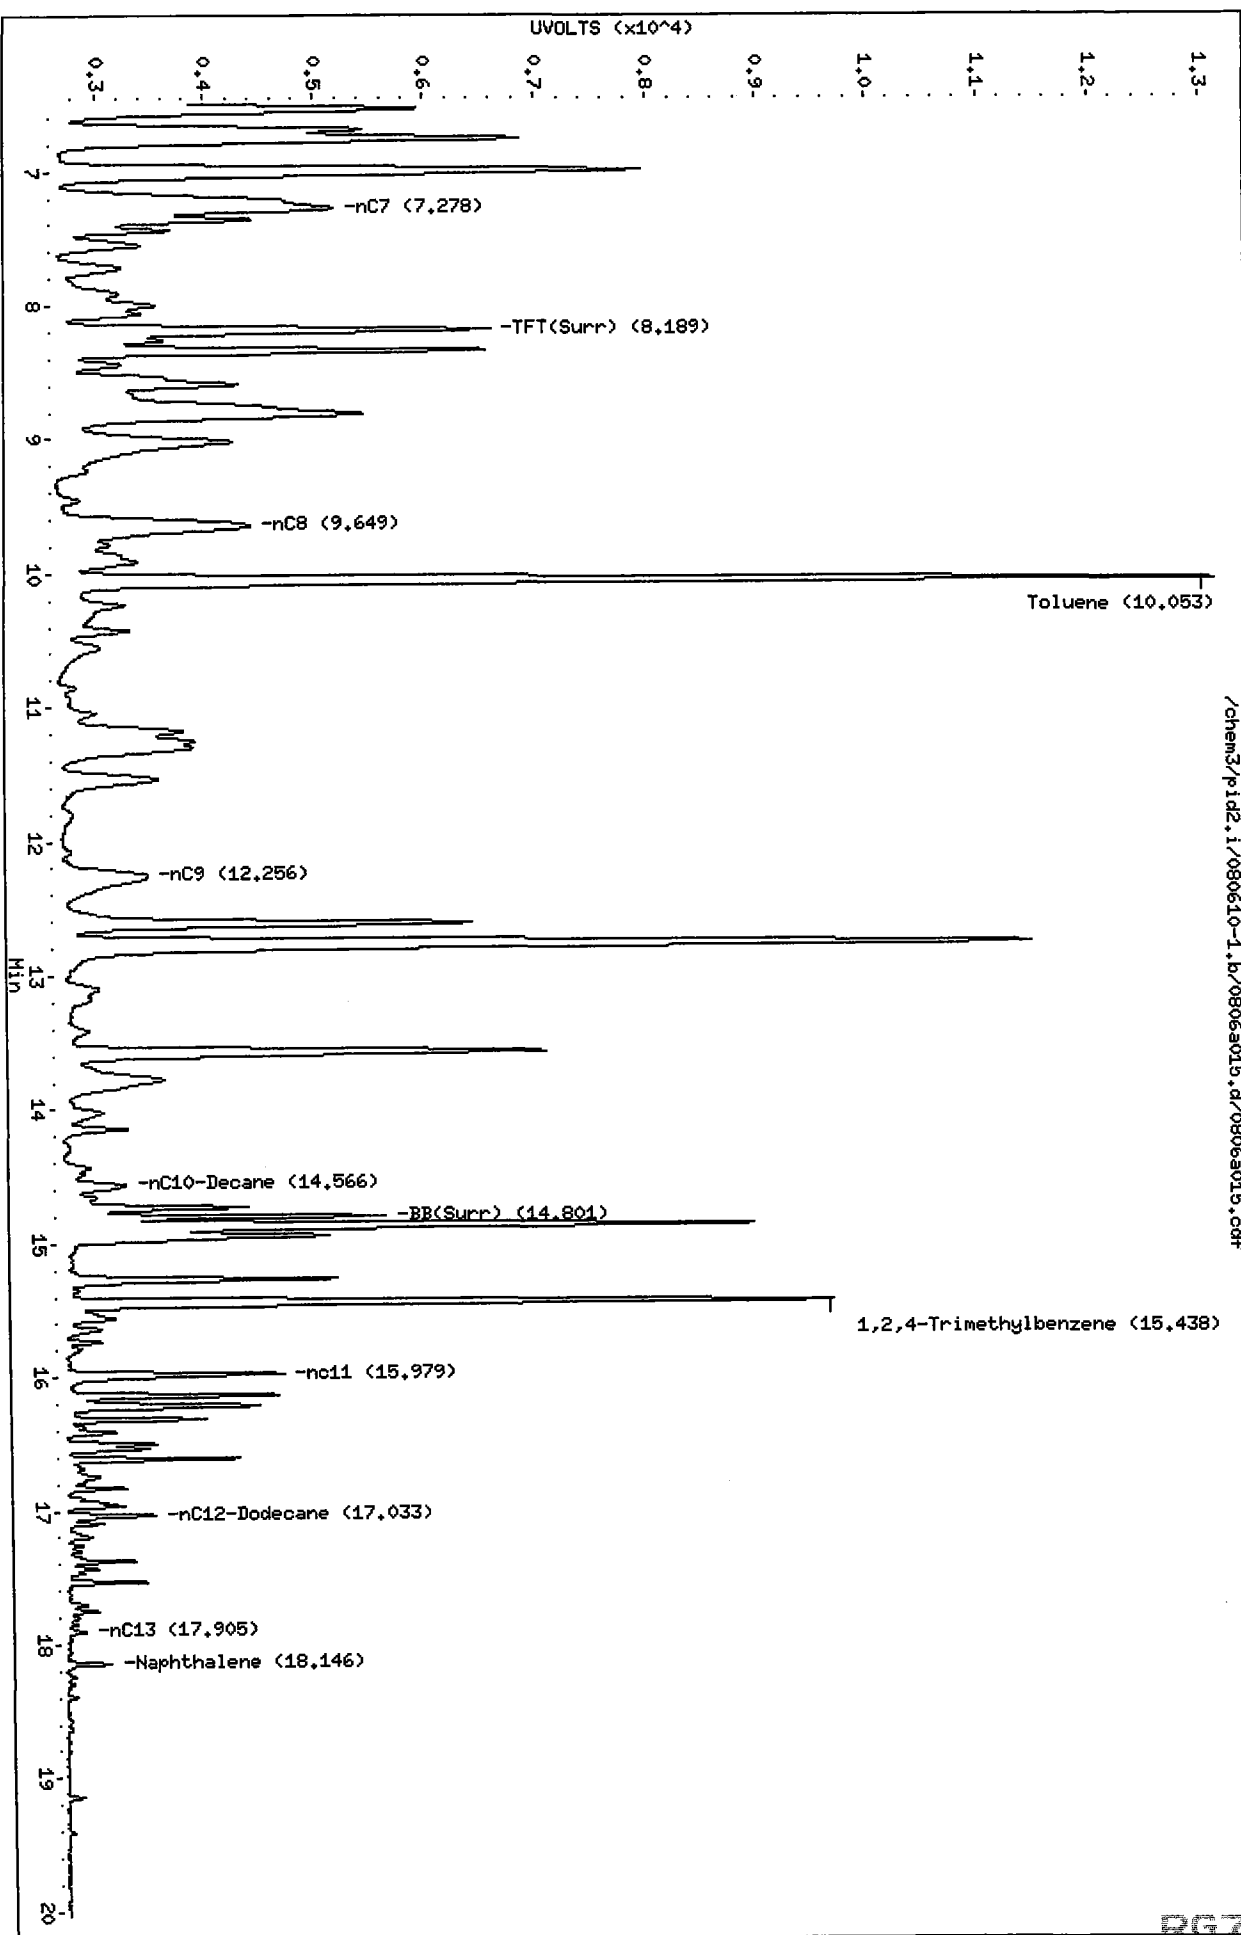 /chem3/pid2.i/080610-1.b/0806a015.d/0806a015.cdf
UVOLTS (x10^4)
0.3-
0.4-
0.5-
0.6-
0.7-
0.8-
0.9-
1.0-
1.1-
1.2-
1.3-
7-
-nC7 (7.278)
8-
-TFT(Surr) (8.189)
9-
-nC8 (9.649)
10-
Toluene (10.053)
11-
12-
-nC9 (12.256)
13-
Min
14-
-nC10-Decane (14.566)
-BB(Surr) (14.801)
15-
1,2,4-Trimethylbenzene (15.438)
16-
-nc11 (15.979)
17-
-nC12-Dodecane (17.033)
-nC13 (17.905)
18-
-Naphthalene (18.146)
19-
20-